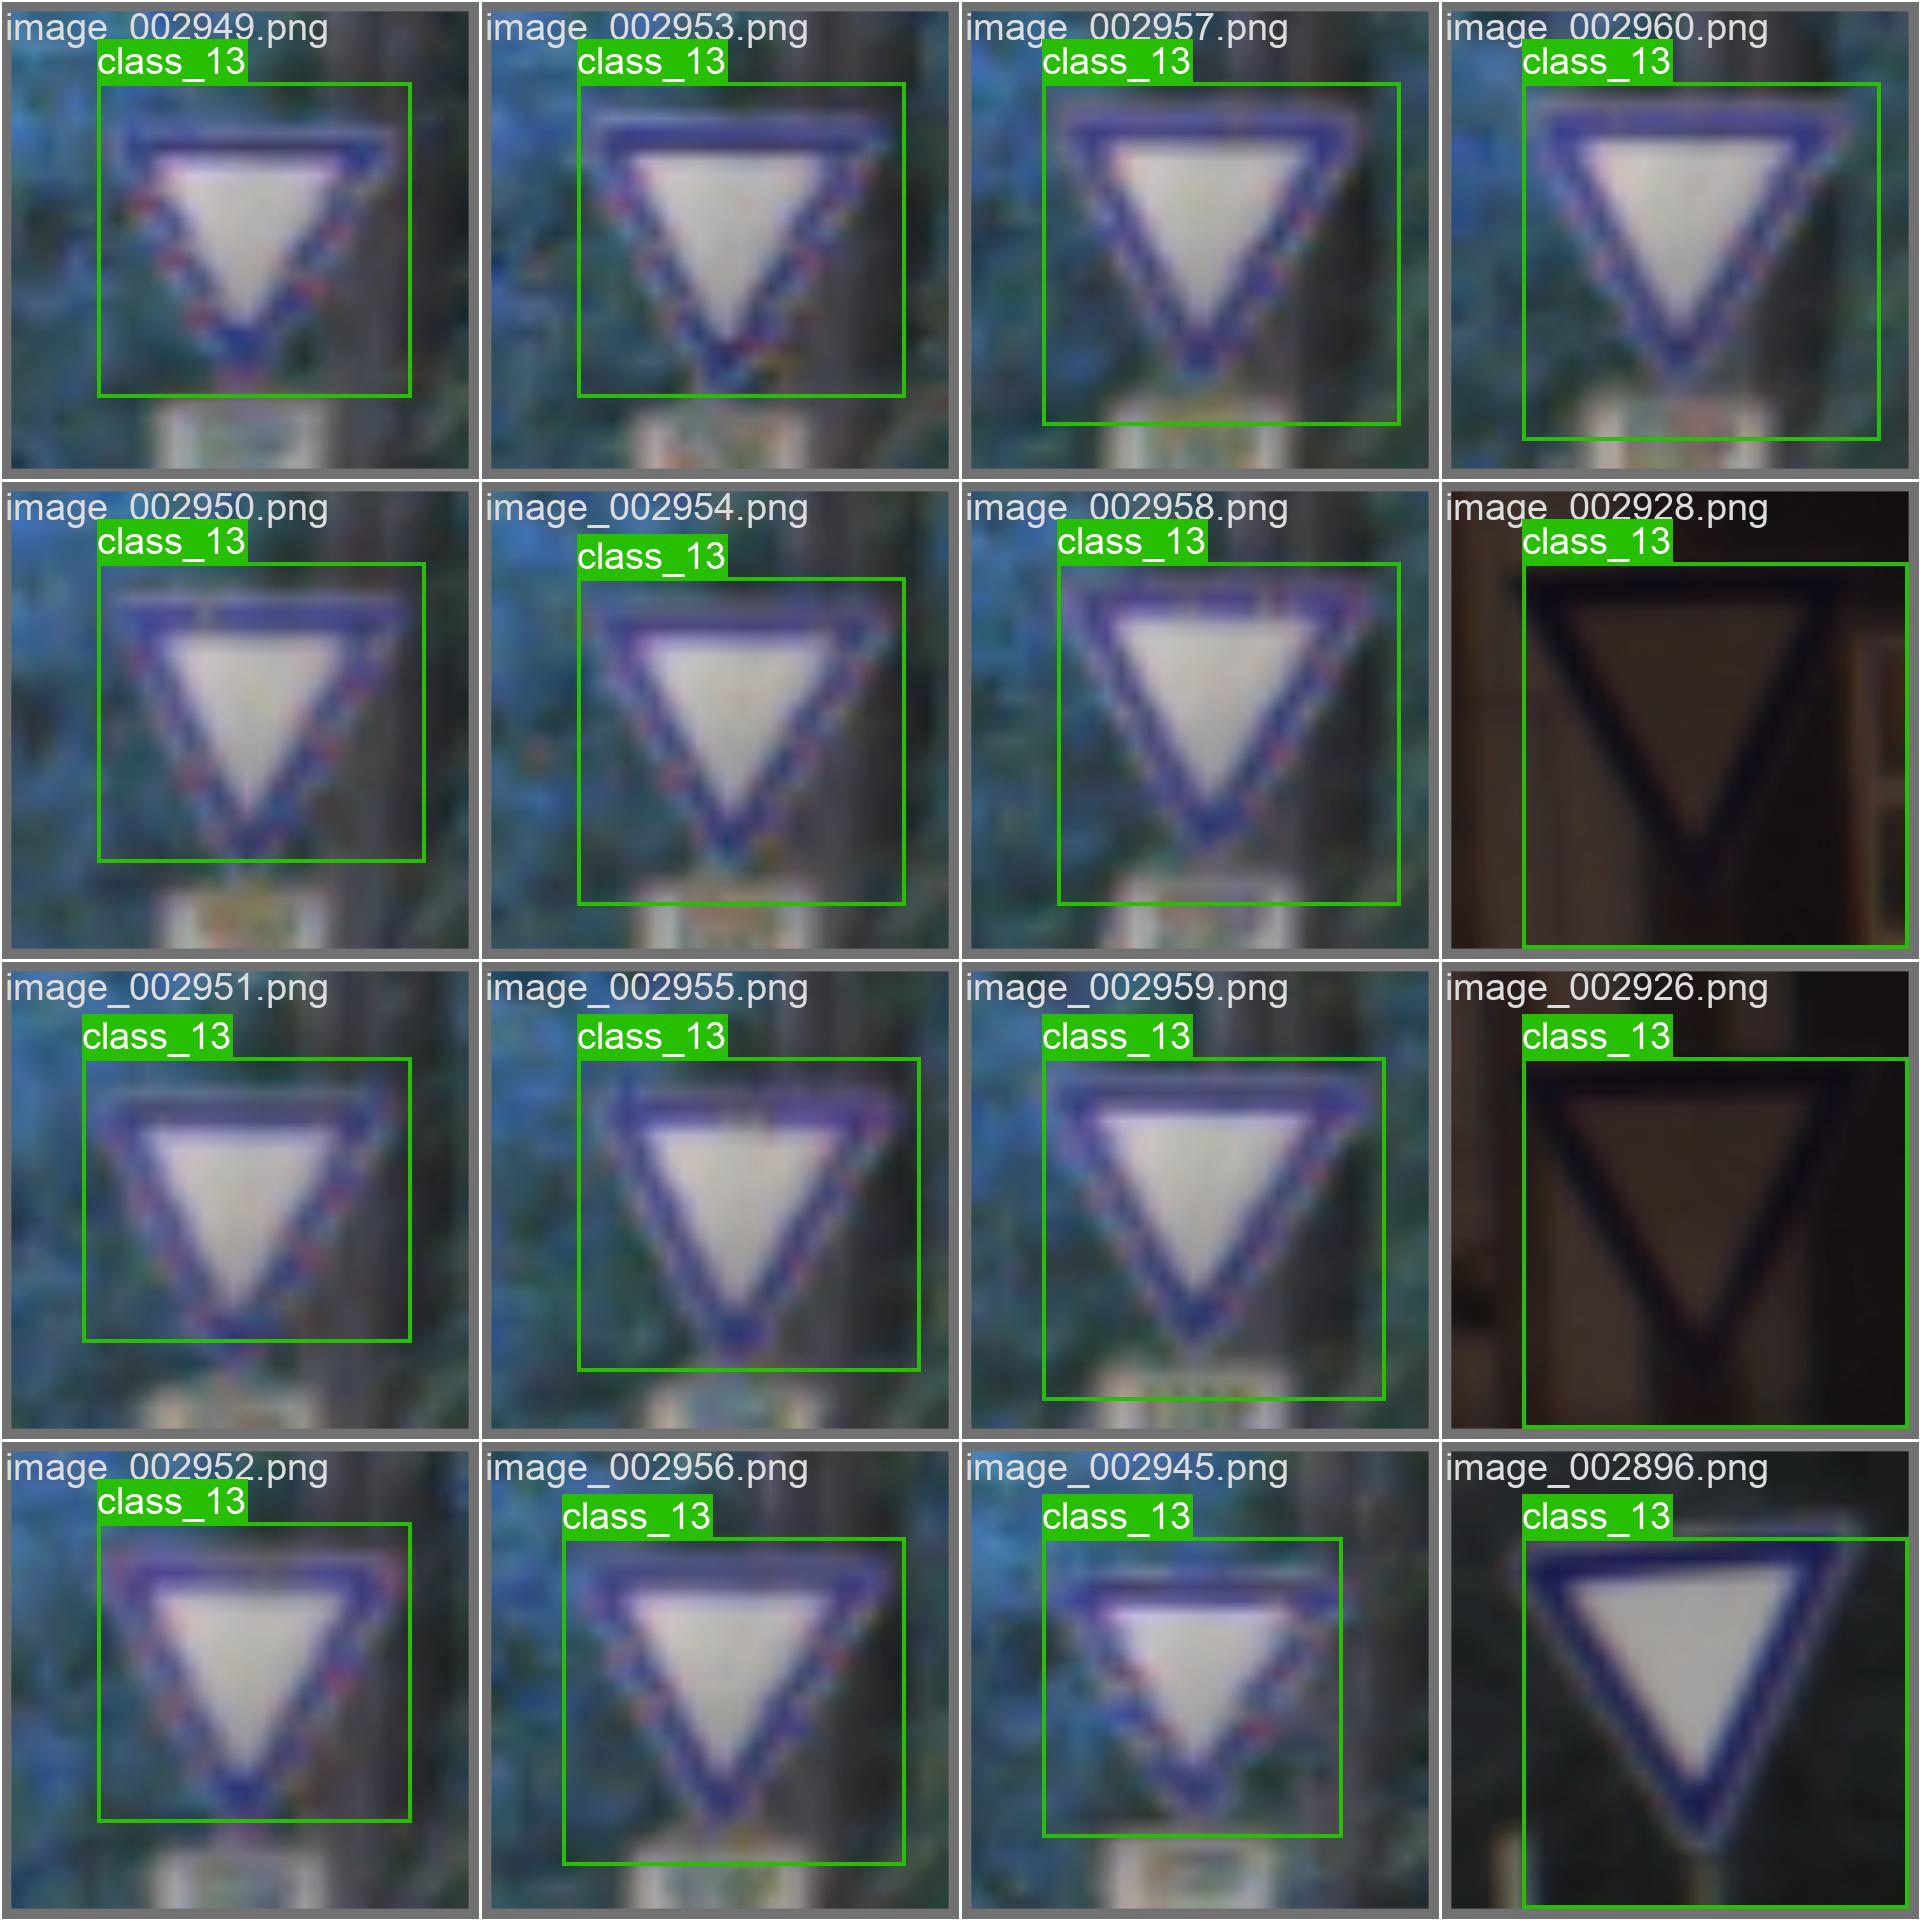 image_002949.png
class_13
image_002953.png
class_13
image_002957.png
class_13
image_002960.png
class_13
image_002950.png
class_13
image_002954.png
class_13
image_002958.png
class_13
image_002928.png
class_13
image_002951.png
class_13
image_002955.png
class_13
image_002959.png
class_13
image_002926.png
class_13
image_002952.png
class_13
image_002956.png
class_13
image_002945.png
class_13
image_002896.png
class_13